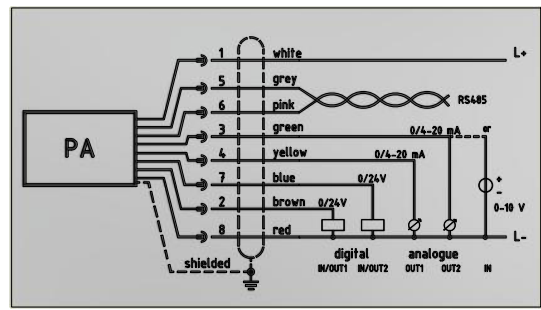 1 white L+
5 grey
6 pink RS485
3 green 0/4-20 mA or
PA
4 yellow 0/4-20 mA
7 blue 0/24V
+
-
0-10 V
2 brown 0/24V
8 red L-
shielded
digital analogue
IN/OUT1 IN/OUT2 OUT1 OUT2 IN